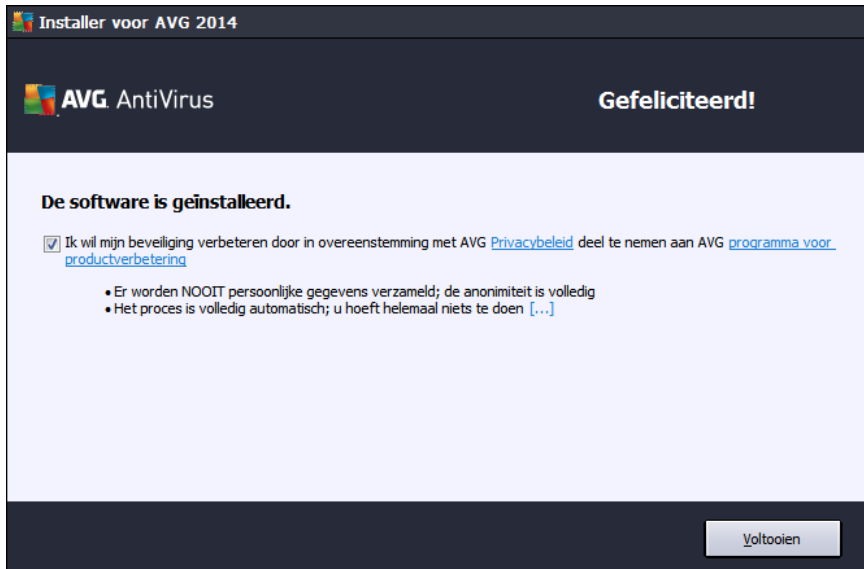 Installer voor AVG 2014
AVG. AntiVirus
Gefeliciteerd!
De software is geïnstalleerd.
Ik wil mijn beveiliging verbeteren door in overeenstemming met AVG Privacybeleid deel te nemen aan AVG programma voor
productverbetering
• Er worden NOOIT persoonlijke gegevens verzameld; de anonimiteit is volledig
• Het proces is volledig automatisch; u hoeft helemaal niets te doen [...]
Voltooien